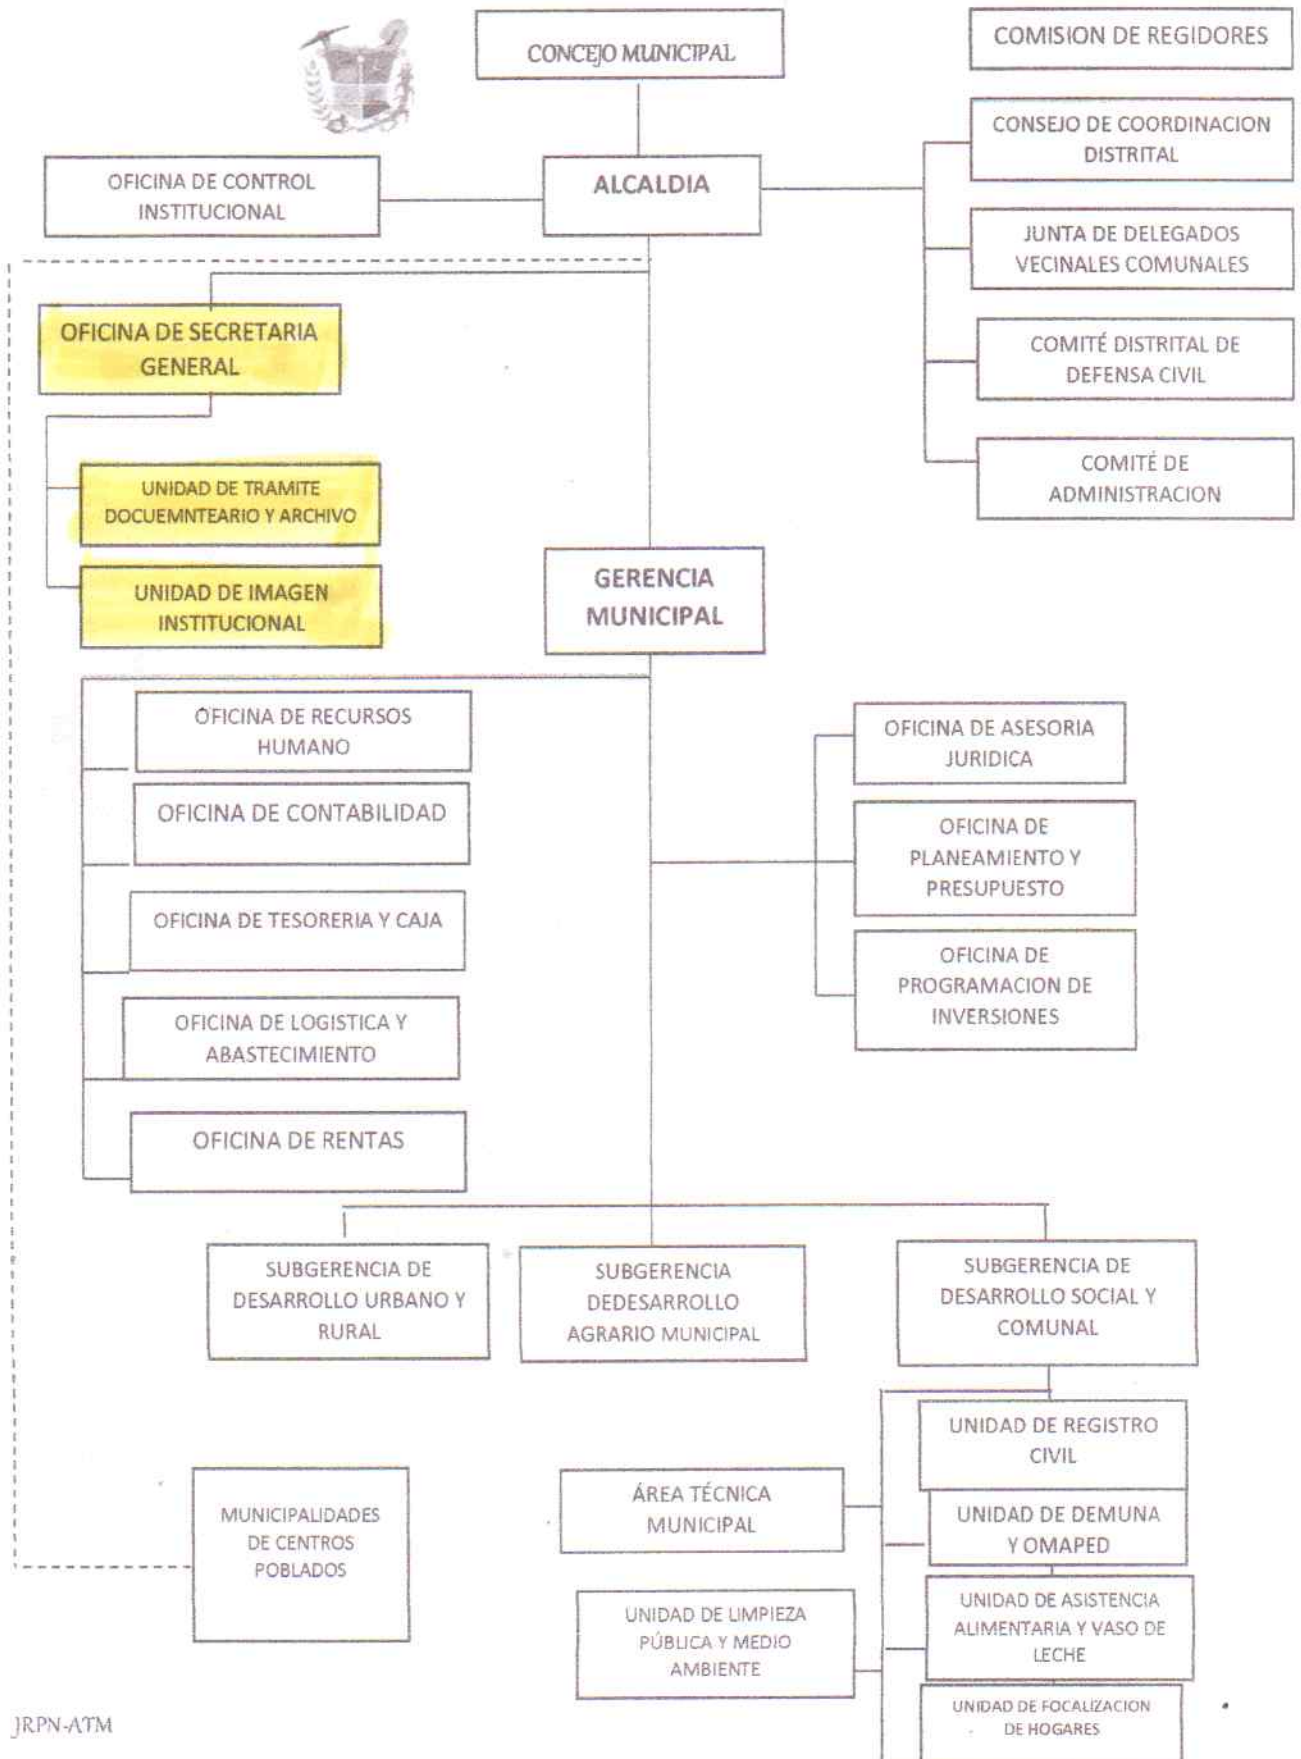 CONCEJO MUNICIPAL
COMISION DE REGIDORES
CONSEJO DE COORDINACION
DISTRITAL
OFICINA DE CONTROL
INSTITUCIONAL
ALCALDIA
JUNTA DE DELEGADOS
VECINALES COMUNALES
OFICINA DE SECRETARIA
GENERAL
COMITÉ DISTRITAL DE
DEFENSA CIVIL
COMITÉ DE
ADMINISTRACION
UNIDAD DE TRAMITE
DOCUEMNTEARIO Y ARCHIVO
UNIDAD DE IMAGEN
INSTITUCIONAL
GERENCIA
MUNICIPAL
OFICINA DE RECURSOS
HUMANO
OFICINA DE CONTABILIDAD
OFICINA DE TESORERIA Y CAJA
OFICINA DE LOGISTICA Y
ABASTECIMIENTO
OFICINA DE RENTAS
OFICINA DE ASESORIA
JURIDICA
OFICINA DE
PLANEAMIENTO Y
PRESUPUESTO
OFICINA DE
PROGRAMACION DE
INVERSIONES
SUBGERENCIA DE
DESARROLLO URBANO Y
RURAL
SUBGERENCIA
DEDESARROLLO
AGRARIO MUNICIPAL
SUBGERENCIA DE
DESARROLLO SOCIAL Y
COMUNAL
UNIDAD DE REGISTRO
CIVIL
ÁREA TÉCNICA
MUNICIPAL
UNIDAD DE DEMUNA
Y OMAPED
MUNICIPALIDADES
DE CENTROS
POBLADOS
UNIDAD DE LIMPIEZA
PÚBLICA Y MEDIO
AMBIENTE
UNIDAD DE ASISTENCIA
ALIMENTARIA Y VASO DE
LECHE
UNIDAD DE FOCALIZACION
DE HOGARES
JRPN-ATM